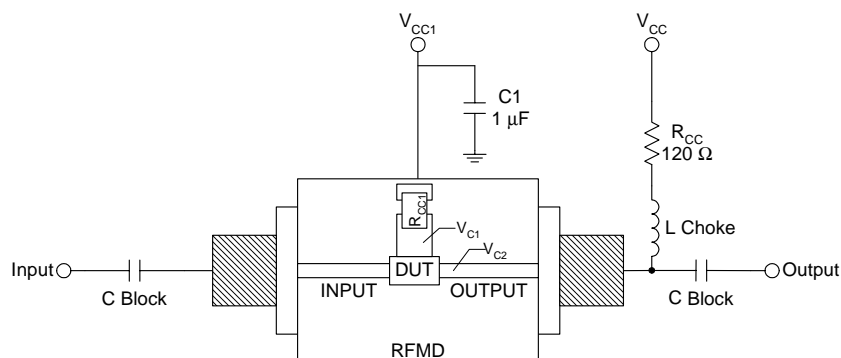 VCC1
VCC
C1
1 μF
RCC
120 Ω
RCC1
VC1
L Choke
VC2
Input
DUT
Output
C Block
INPUT
OUTPUT
C Block
RFMD